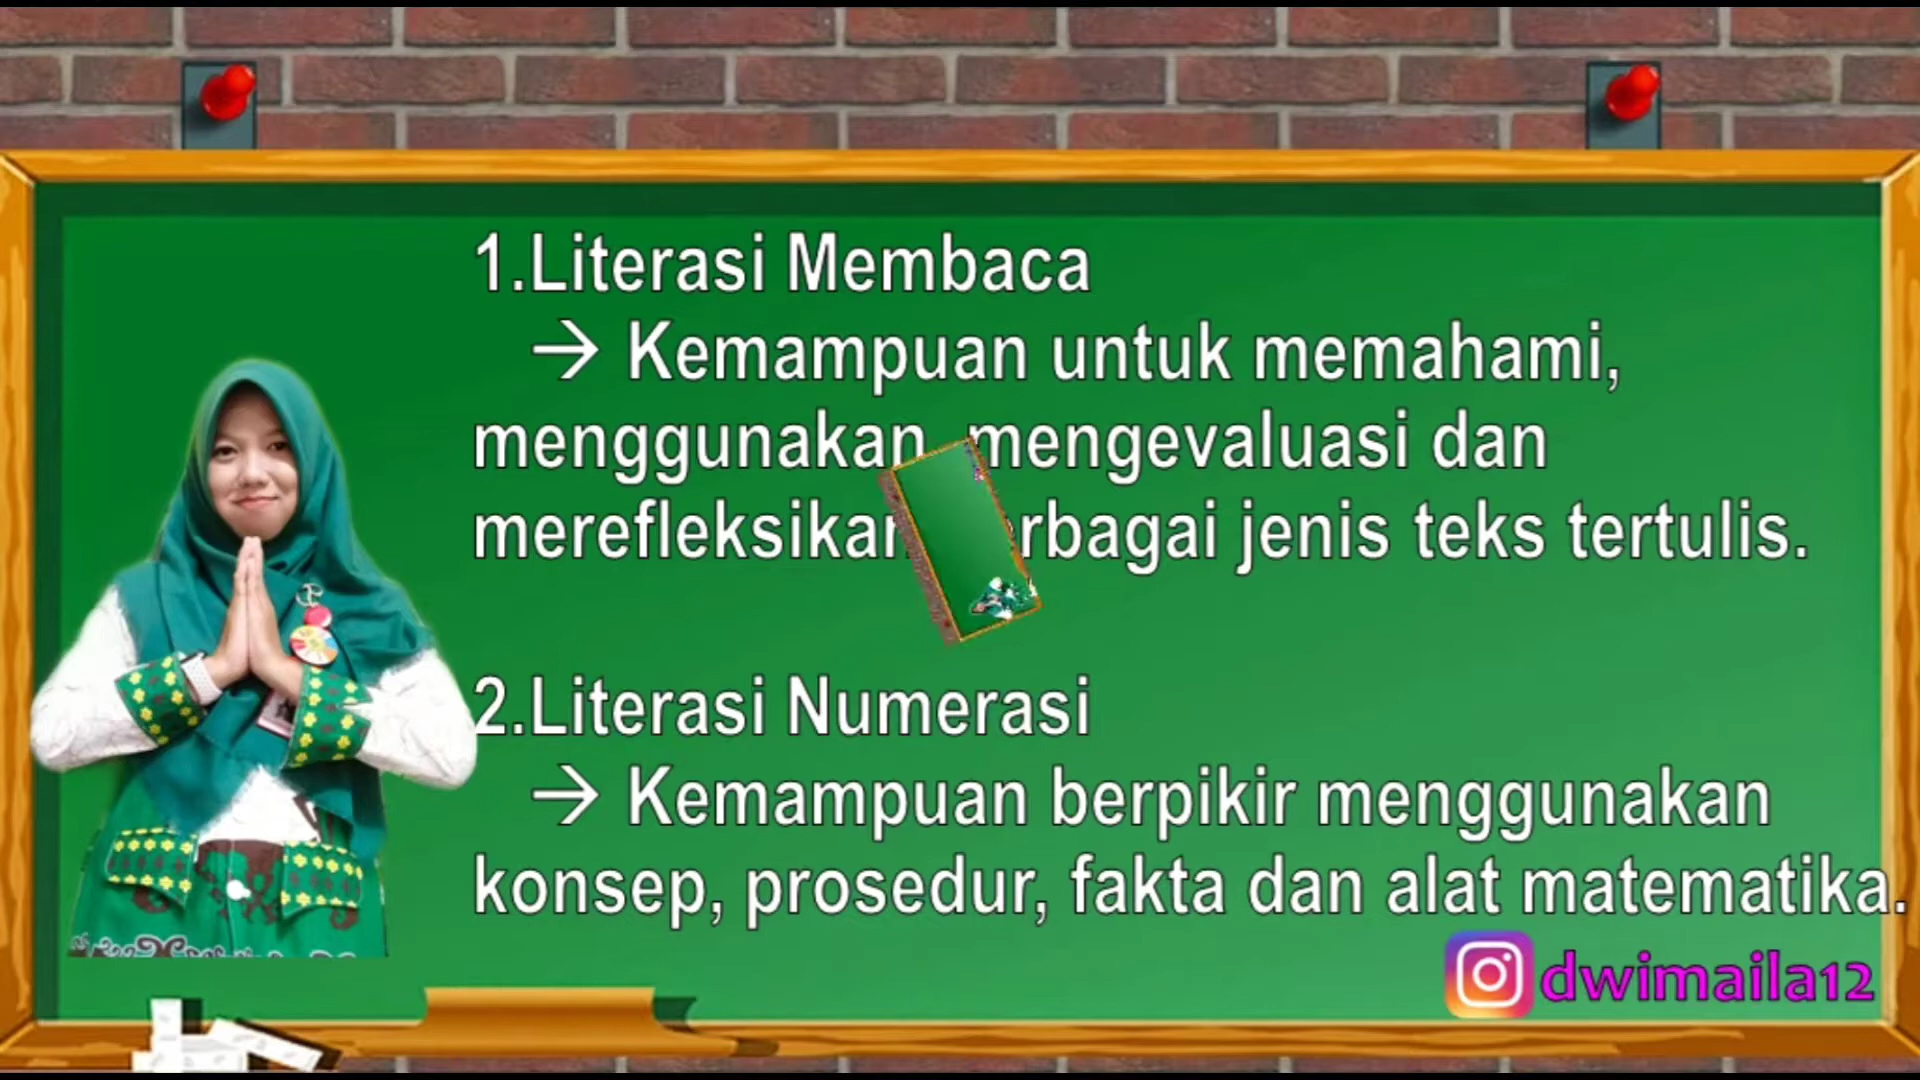 1.Literasi Membaca
→ Kemampuan untuk memahami,
menggunakan, mengevaluasi dan
merefleksikan berbagai jenis teks tertulis.
2.Literasi Numerasi
→ Kemampuan berpikir menggunakan
konsep, prosedur, fakta dan alat matematika.
dwimaila12